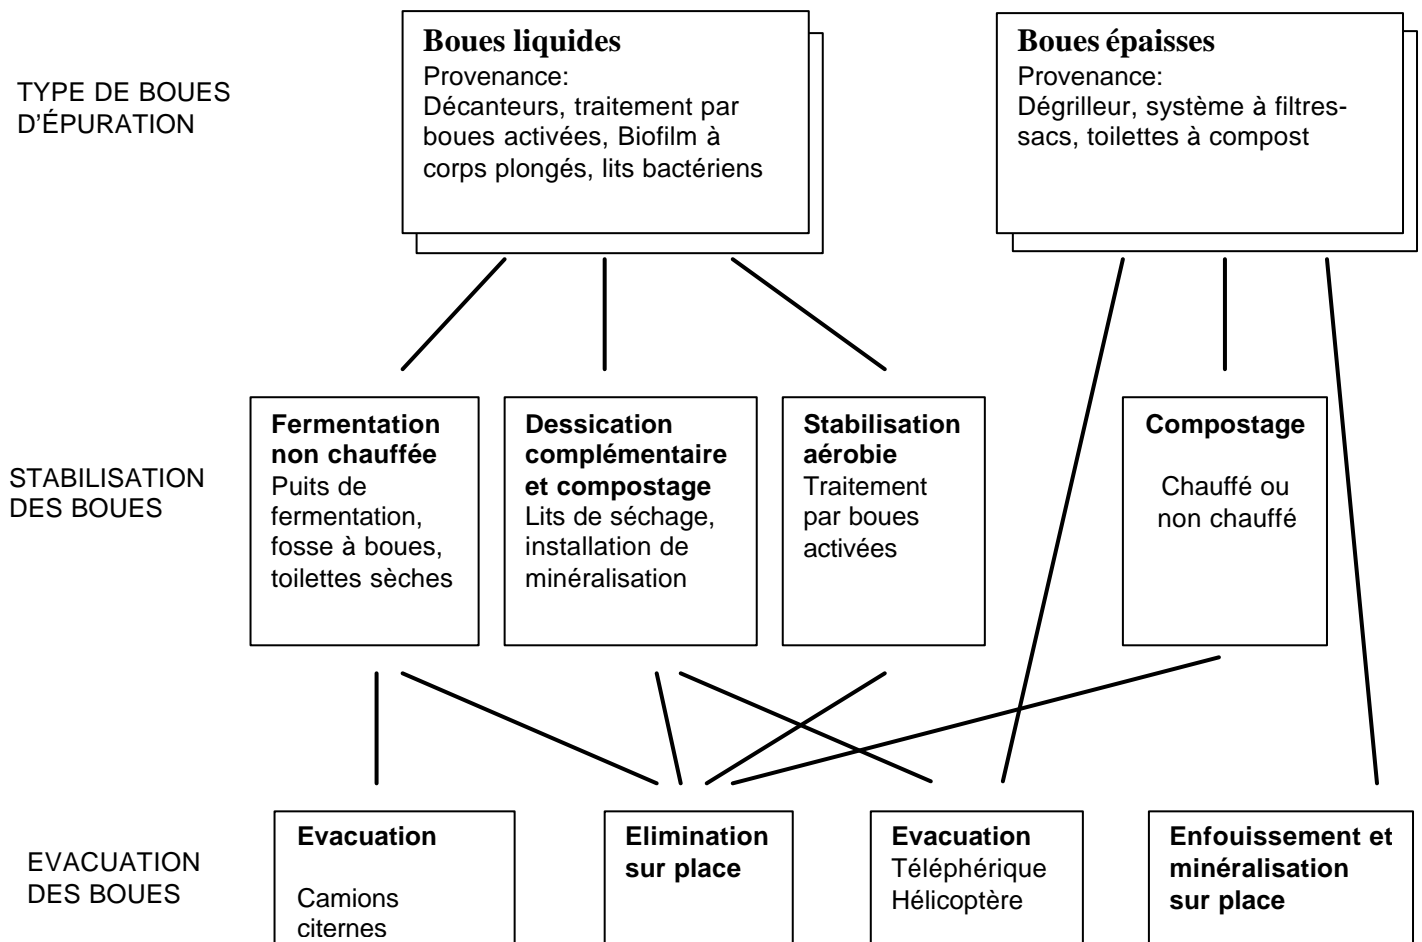 TYPE DE BOUES
D'ÉPURATION
Boues liquides
Provenance:
Décanteurs, traitement par
boues activées, Biofilm à
corps plongés, lits bactériens
Boues épaisses
Provenance:
Dégrilleur, système à filtres-
sacs, toilettes à compost
STABILISATION
DES BOUES
Fermentation
non chauffée
Puits de
fermentation,
fosse à boues,
toilettes sèches
Dessication
complémentaire
et compostage
Lits de séchage,
installation de
minéralisation
Stabilisation
aérobie
Traitement
par boues
activées
Compostage
Chauffé ou
non chauffé
EVACUATION
DES BOUES
Evacuation
Camions
citernes
Elimination
sur place
Evacuation
Téléphérique
Hélicoptère
Enfouissement et
minéralisation
sur place